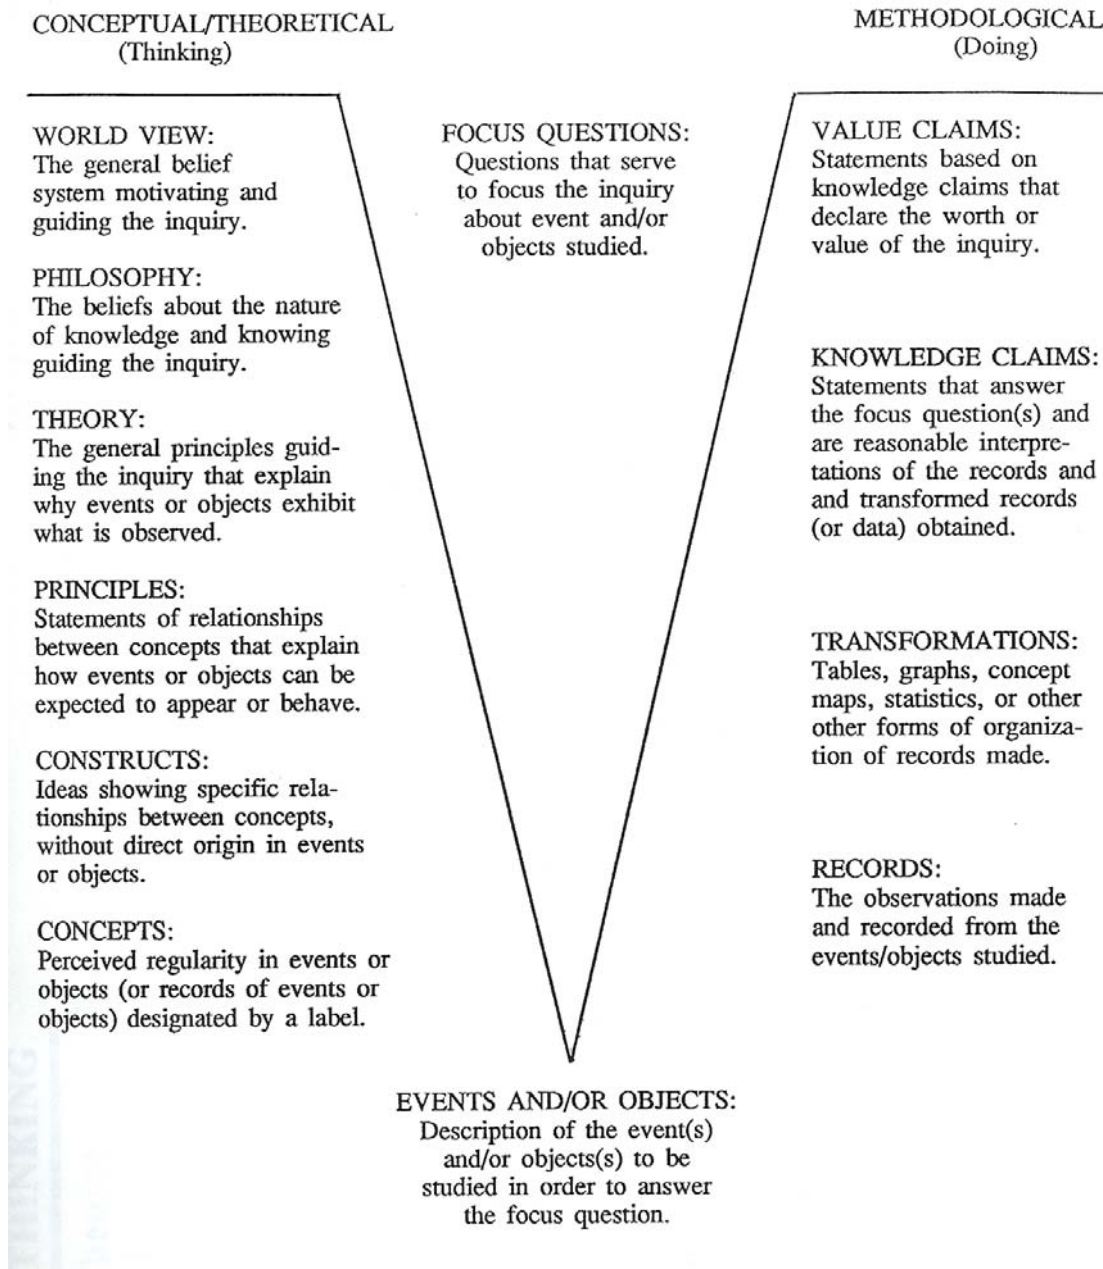 CONCEPTUAL/THEORETICAL
(Thinking)
WORLD VIEW:
The general belief
system motivating and
guiding the inquiry.
PHILOSOPHY:
The beliefs about the nature
of knowledge and knowing
guiding the inquiry.
THEORY:
The general principles guid-
ing the inquiry that explain
why events or objects exhibit
what is observed.
PRINCIPLES:
Statements of relationships
between concepts that explain
how events or objects can be
expected to appear or behave.
CONSTRUCTS:
Ideas showing specific rela-
tionships between concepts,
without direct origin in events
or objects.
CONCEPTS:
Perceived regularity in events or
objects (or records of events or
objects) designated by a label.
FOCUS QUESTIONS:
Questions that serve
to focus the inquiry
about event and/or
objects studied.
EVENTS AND/OR OBJECTS:
Description of the event(s)
and/or objects(s) to be
studied in order to answer
the focus question.
METHODOLOGICAL
(Doing)
VALUE CLAIMS:
Statements based on
knowledge claims that
declare the worth or
value of the inquiry.
KNOWLEDGE CLAIMS:
Statements that answer
the focus question(s) and
are reasonable interpre-
tations of the records and
and transformed records
(or data) obtained.
TRANSFORMATIONS:
Tables, graphs, concept
maps, statistics, or other
other forms of organiza-
tion of records made.
RECORDS:
The observations made
and recorded from the
events/objects studied.
THINKING